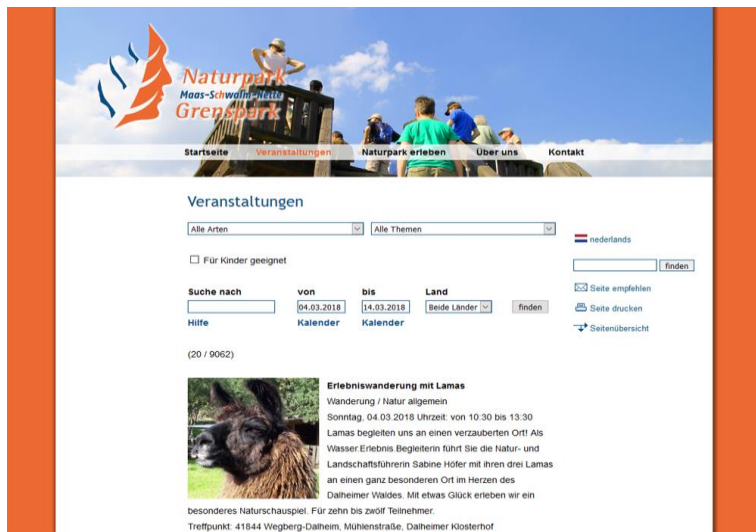 Naturpark
Maas-Schwalm-Nette
Grenspark
Startseite Veranstaltungen Naturpark erleben Über uns Kontakt
Veranstaltungen
Alle Arten Alle Themen
nederlands
Für Kinder geeignet
finden
Suche nach von bis Land
Seite empfehlen
04.03.2018 14.03.2018 Beide Länder finden
Seite drucken
Hilfe Kalender Kalender
Seitenübersicht
(20 / 9062)
Erlebniswanderung mit Lamas
Wanderung / Natur allgemein
Sonntag, 04.03.2018 Uhrzeit: von 10:30 bis 13:30
Lamas begleiten uns an einen verzauberten Ort! Als
Wasser.Erlebnis.Begleiterin führt Sie die Natur- und
Landschaftsführerin Sabine Höfer mit ihren drei Lamas
an einen ganz besonderen Ort im Herzen des
Dalheimer Waldes. Mit etwas Glück erleben wir ein
besonderes Naturschauspiel. Für zehn bis zwölf Teilnehmer.
Treffpunkt: 41844 Wegberg-Dalheim, Mühlenstraße, Dalheimer Klosterhof